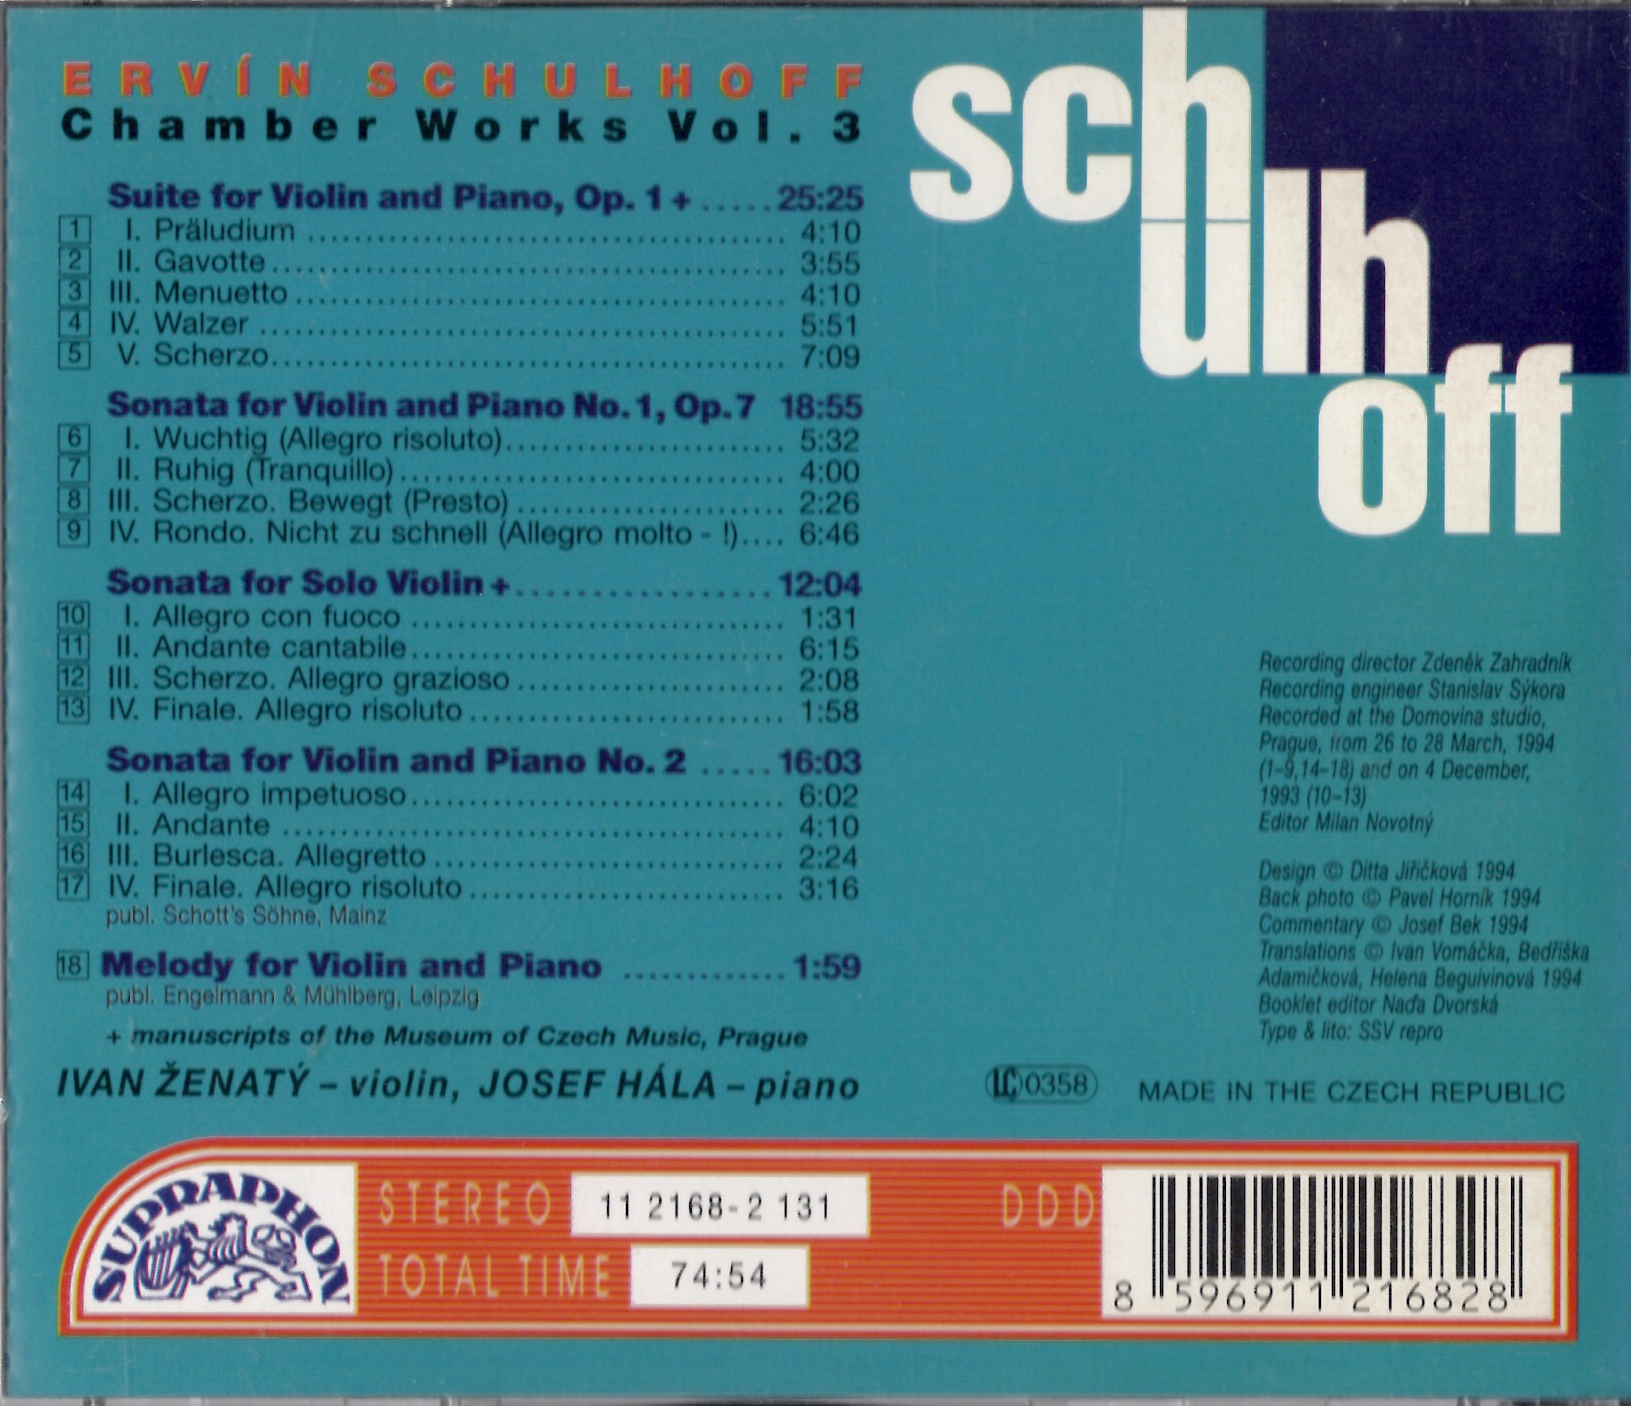 ERVÍN SCHULHOFF
Chamber Works Vol. 3
Suite for Violin and Piano, Op. 1 + ..... 25:25
1 I. Präludium ........ 4:10
2 II. Gavotte ........ 3:55
3 III. Menuetto ........ 4:10
4 IV. Walzer ........ 5:51
5 V. Scherzo ........ 7:09
Sonata for Violin and Piano No. 1, Op. 7 18:55
6 I. Wuchtig (Allegro risoluto) ........ 5:32
7 II. Ruhig (Tranquillo) ........ 4:00
8 III. Scherzo. Bewegt (Presto) ........ 2:26
9 IV. Rondo. Nicht zu schnell (Allegro molto - !).... 6:46
Sonata for Solo Violin + ........ 12:04
10 I. Allegro con fuoco ........ 1:31
11 II. Andante cantabile ........ 6:15
12 III. Scherzo. Allegro grazioso ........ 2:08
13 IV. Finale. Allegro risoluto ........ 1:58
Sonata for Violin and Piano No. 2 ..... 16:03
14 I. Allegro impetuoso ........ 6:02
15 II. Andante ........ 4:10
16 III. Burlesca. Allegretto ........ 2:24
17 IV. Finale. Allegro risoluto ........ 3:16
publ. Schott's Söhne, Mainz
18 Melody for Violin and Piano ........ 1:59
publ. Engelmann & Mühlberg, Leipzig
+ manuscripts of the Museum of Czech Music, Prague
IVAN ŽENATÝ – violin, JOSEF HÁLA – piano
sch
ulh
off
Recording director Zdeněk Zahradník
Recording engineer Stanislav Sýkora
Recorded at the Domovina studio,
Prague, from 26 to 28 March, 1994
(1–9,14–18) and on 4 December,
1993 (10–13)
Editor Milan Novotný
Design © Ditta Jiřičková 1994
Back photo © Pavel Horník 1994
Commentary © Josef Bek 1994
Translations © Ivan Vomáčka, Bedřiška
Adamičková, Helena Beguivinová 1994
Booklet editor Naďa Dvorská
Type & lito: SSV repro
LC 0358 MADE IN THE CZECH REPUBLIC
SUPRAPHON
STEREO 11 2168-2 131 DDD
TOTAL TIME 74:54
8 596911 216828